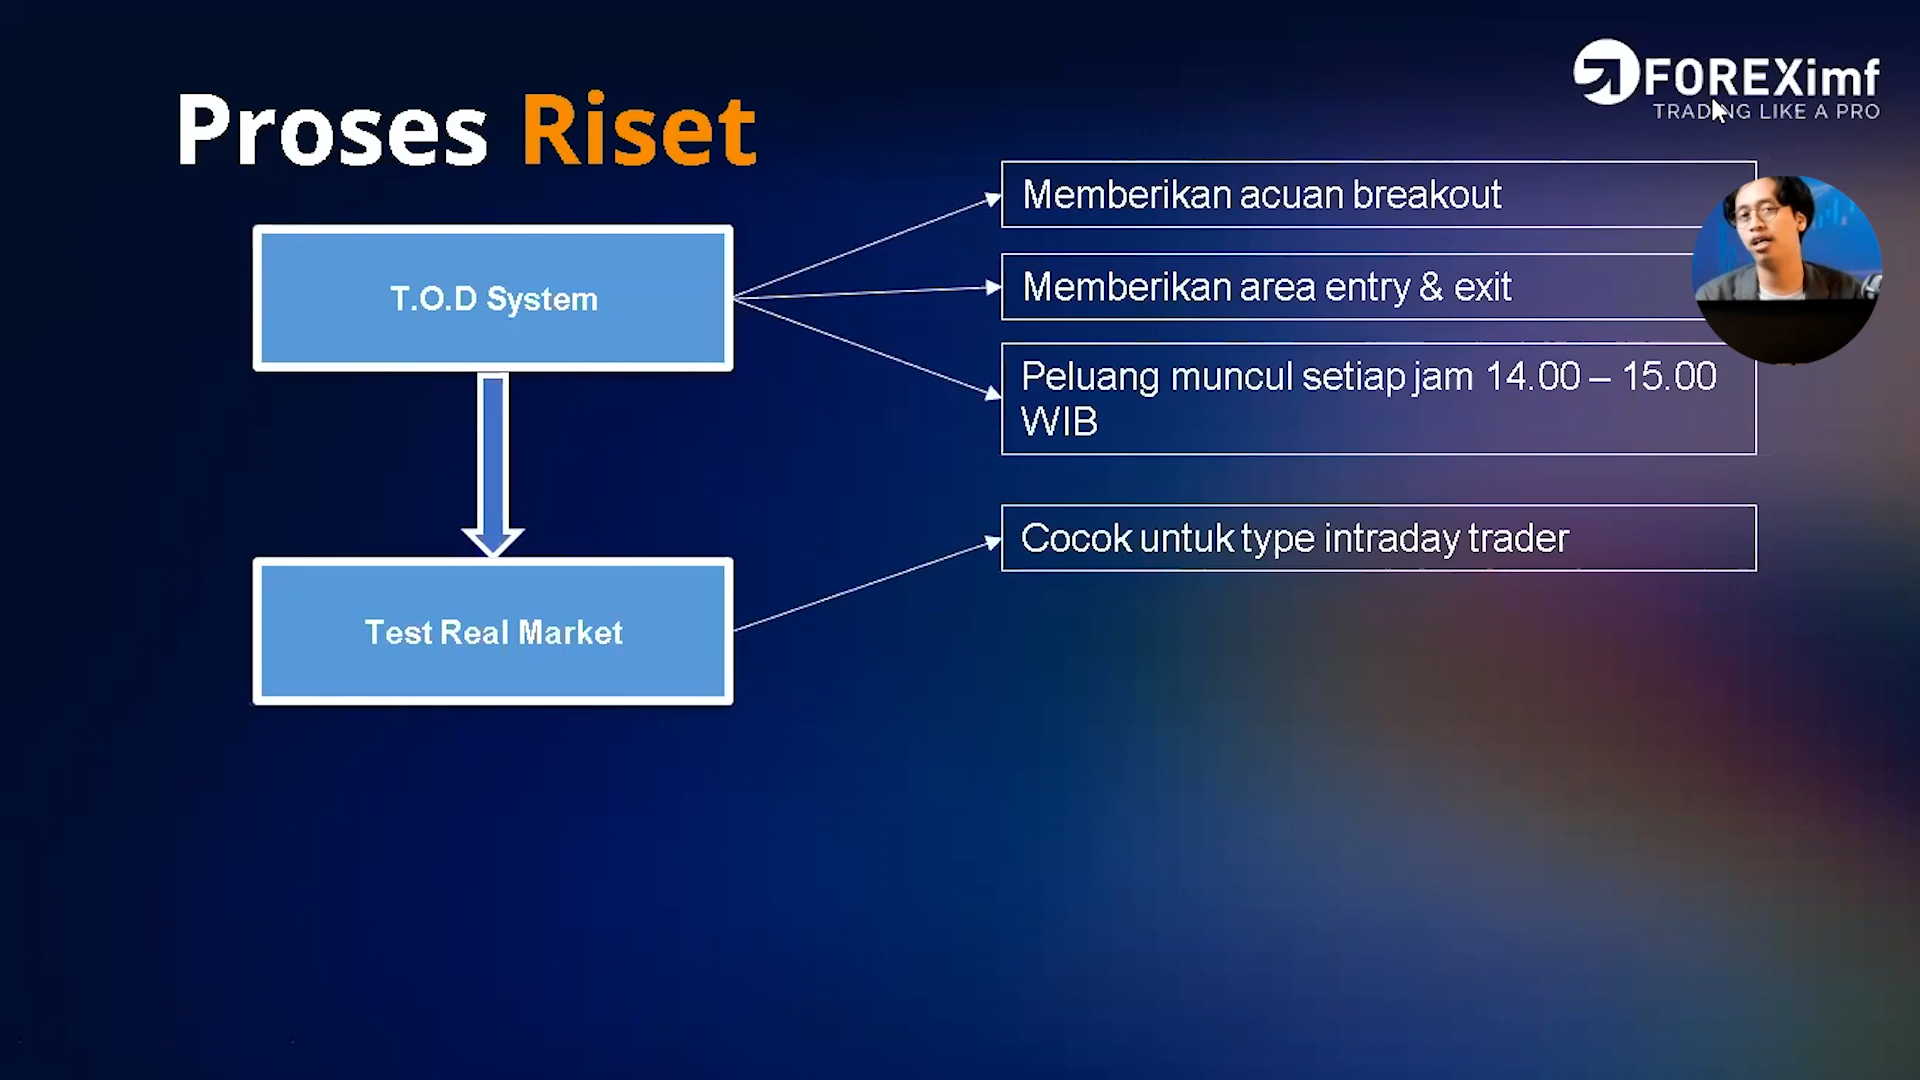 FOREXimf
TRADING LIKE A PRO
Proses Riset
T.O.D System
Memberikan acuan breakout
Memberikan area entry & exit
Peluang muncul setiap jam 14.00 – 15.00
WIB
Test Real Market
Cocok untuk type intraday trader